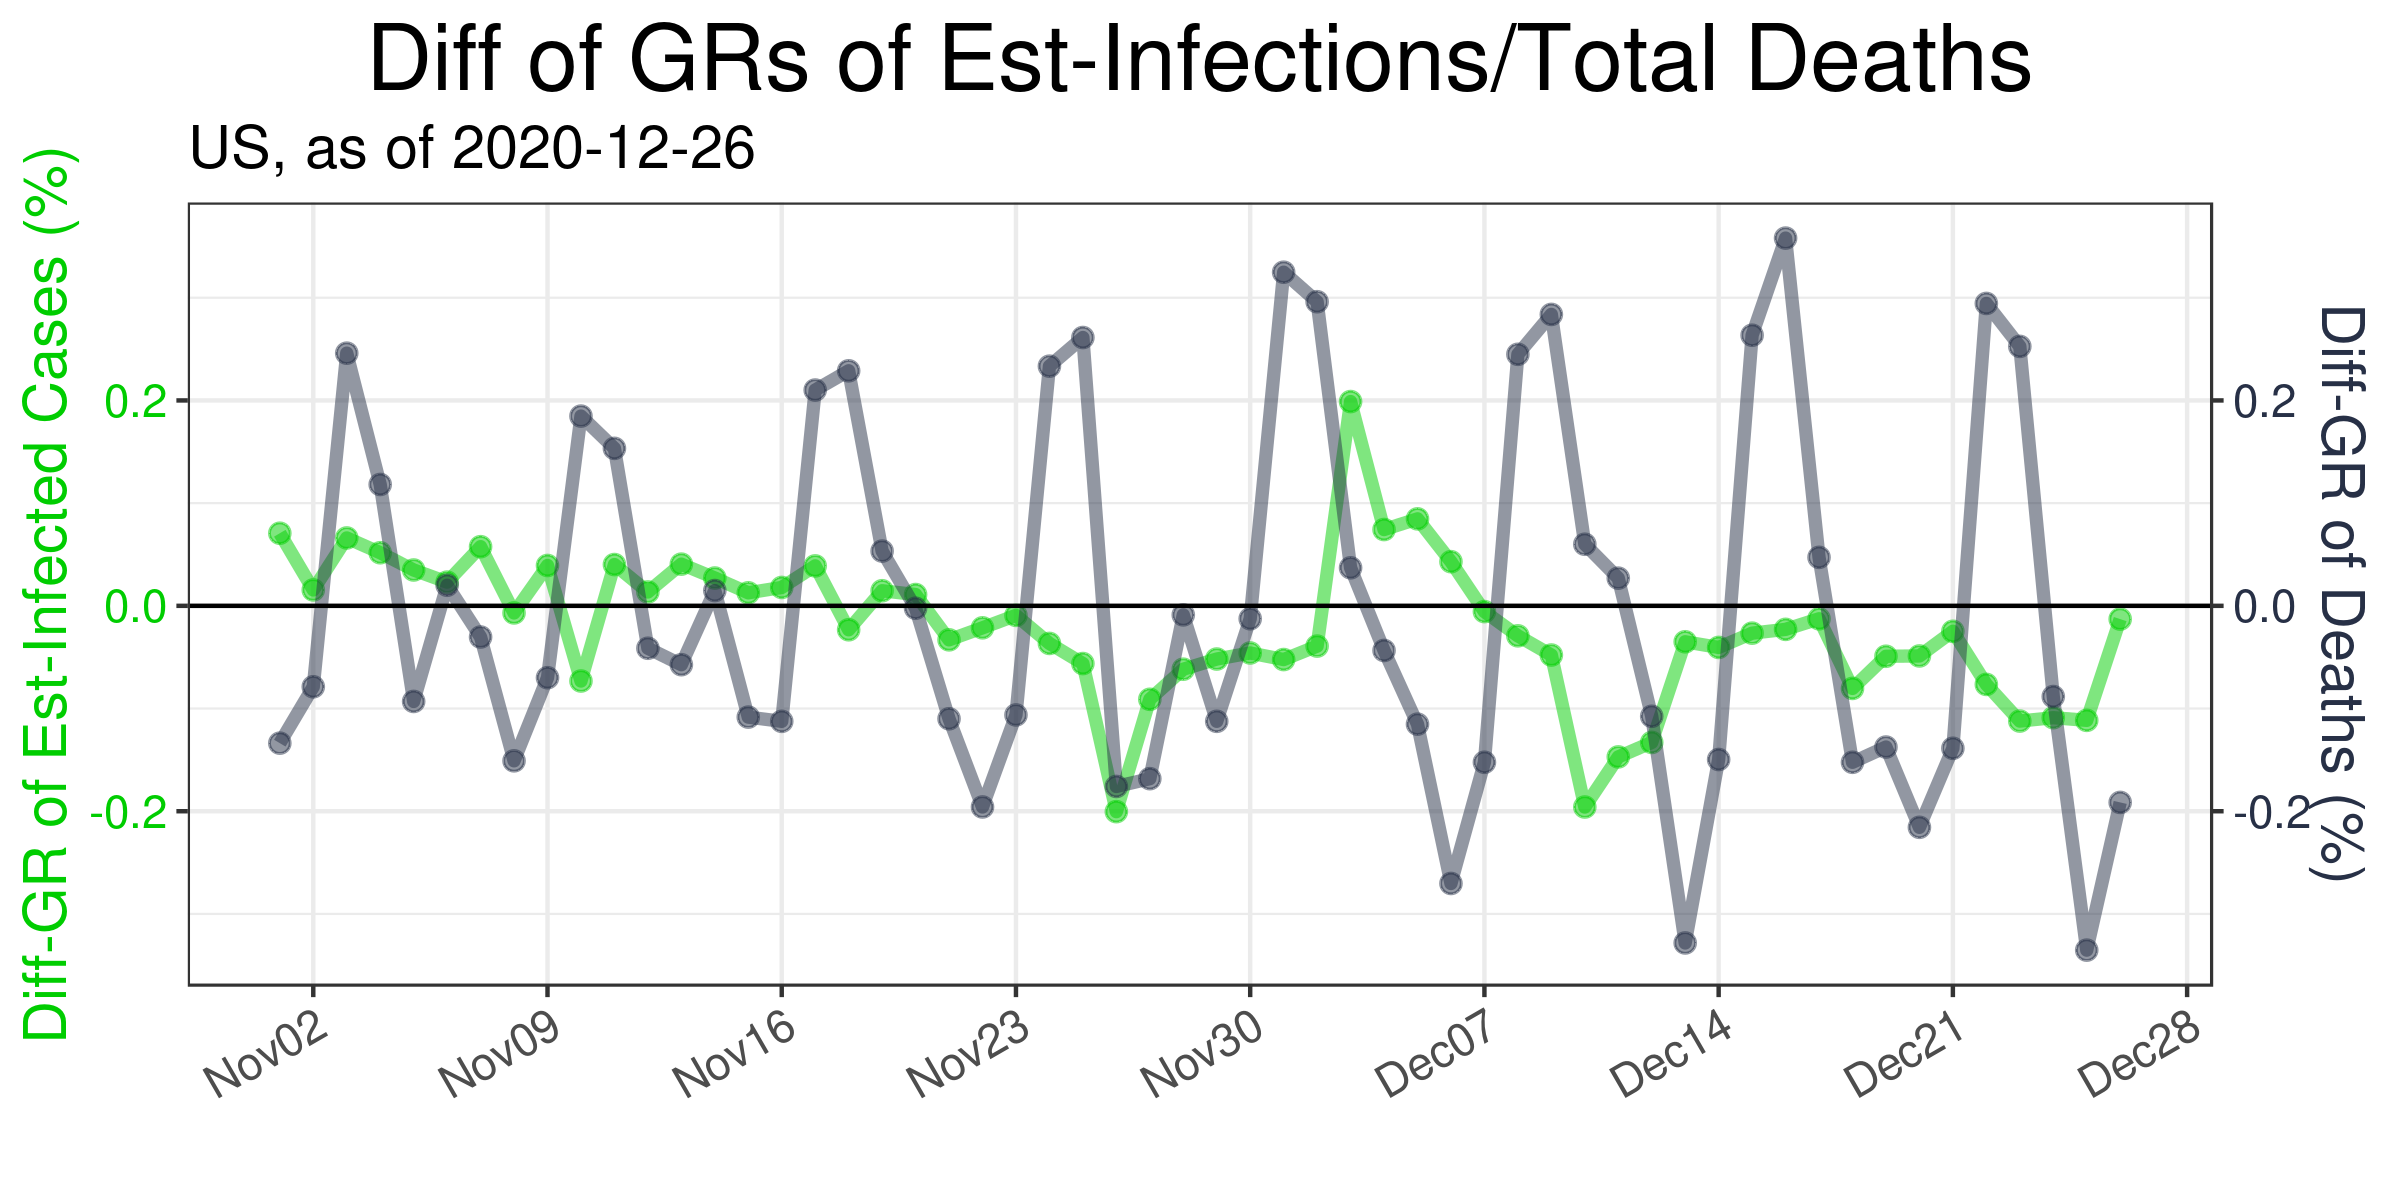 Diff of GRs of Est-Infections/Total Deaths
US, as of 2020-12-26
Diff-GR of Est-Infected Cases (%)
0.2
0.0
-0.2
0.2
0.0
-0.2
Diff-GR of Deaths (%)
Nov02
Nov09
Nov16
Nov23
Nov30
Dec07
Dec14
Dec21
Dec28